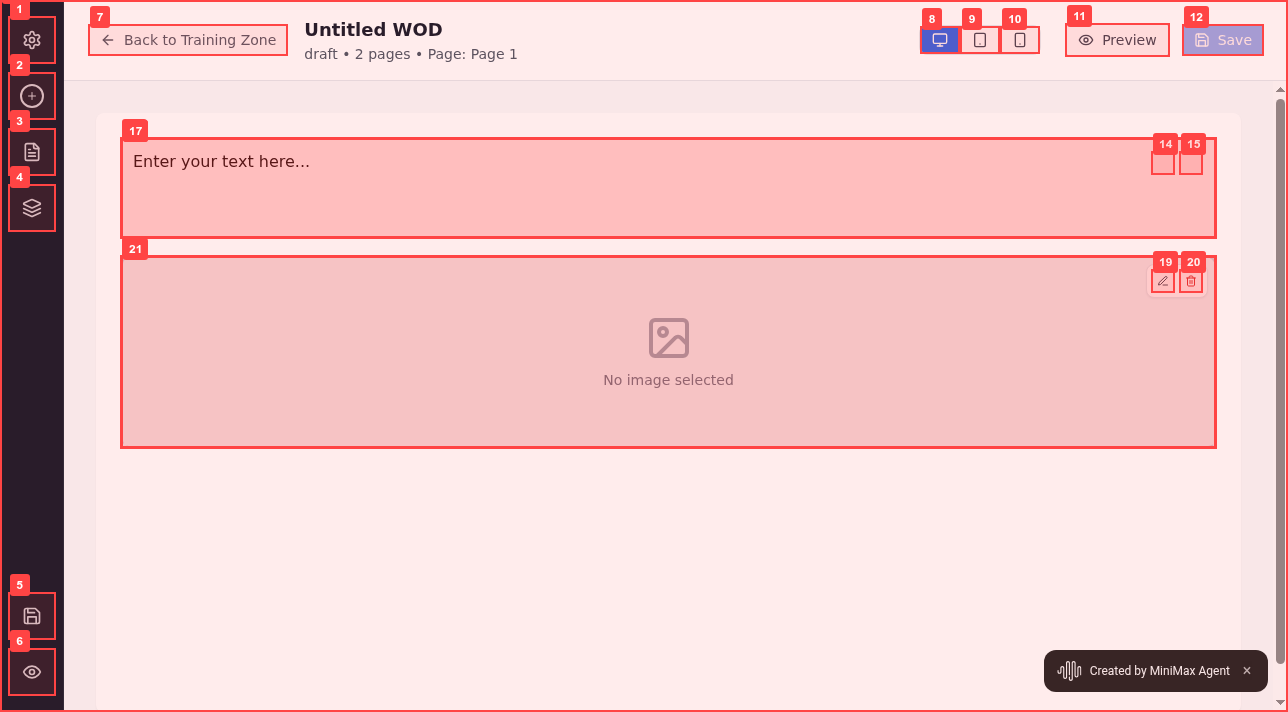 1
2
3
4
5
6
7
Back to Training Zone
Untitled WOD
draft • 2 pages • Page: Page 1
8
9
10
11
Preview
12
Save
17
Enter your text here...
14
15
21
19
20
No image selected
Created by MiniMax Agent ×